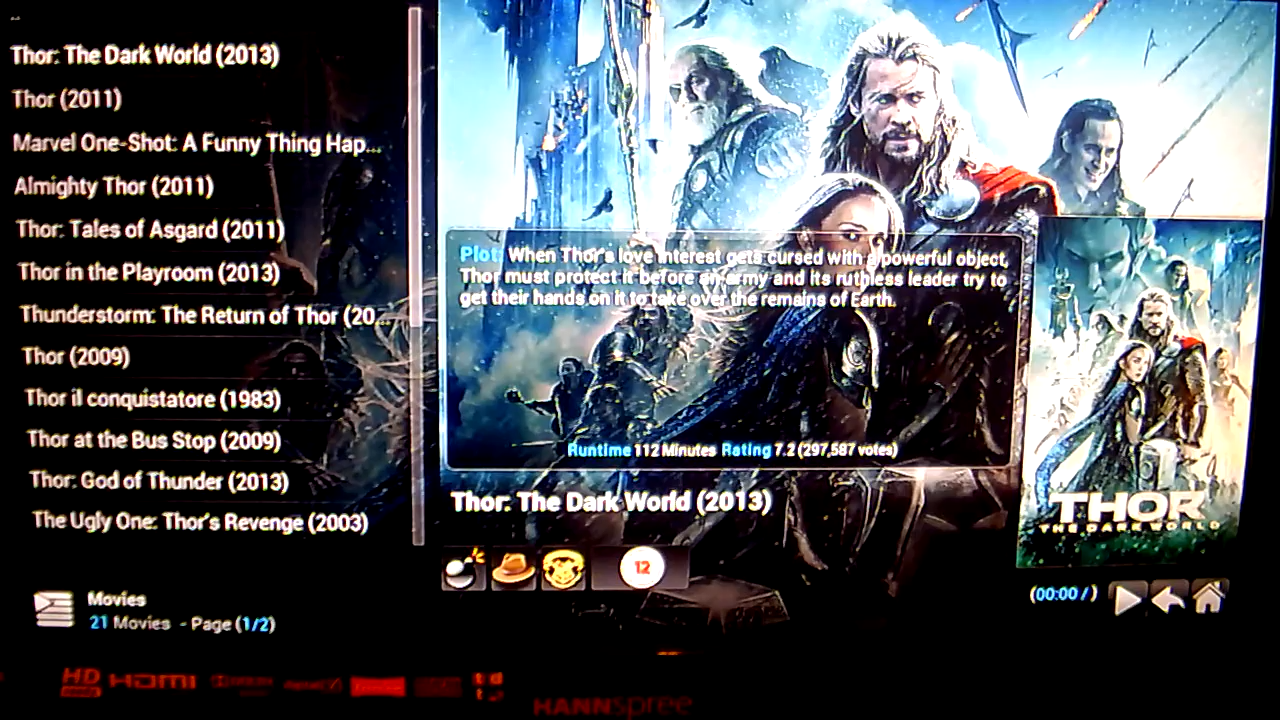 ..
Thor: The Dark World (2013)
Thor (2011)
Marvel One-Shot: A Funny Thing Hap...
Almighty Thor (2011)
Thor: Tales of Asgard (2011)
Thor in the Playroom (2013)
Thunderstorm: The Return of Thor (20...
Thor (2009)
Thor il conquistatore (1983)
Thor at the Bus Stop (2009)
Thor: God of Thunder (2013)
The Ugly One: Thor's Revenge (2003)
Movies
21 Movies - Page (1/2)
Plot: When Thor's love interest gets cursed with a powerful object,
Thor must protect it before an army and its ruthless leader try to
get their hands on it to take over the remains of Earth.
Runtime 112 Minutes Rating 7.2 (297,587 votes)
Thor: The Dark World (2013)
12
THOR
THE DARK WORLD
(00:00 / )
HD
HDMI
HANNspree